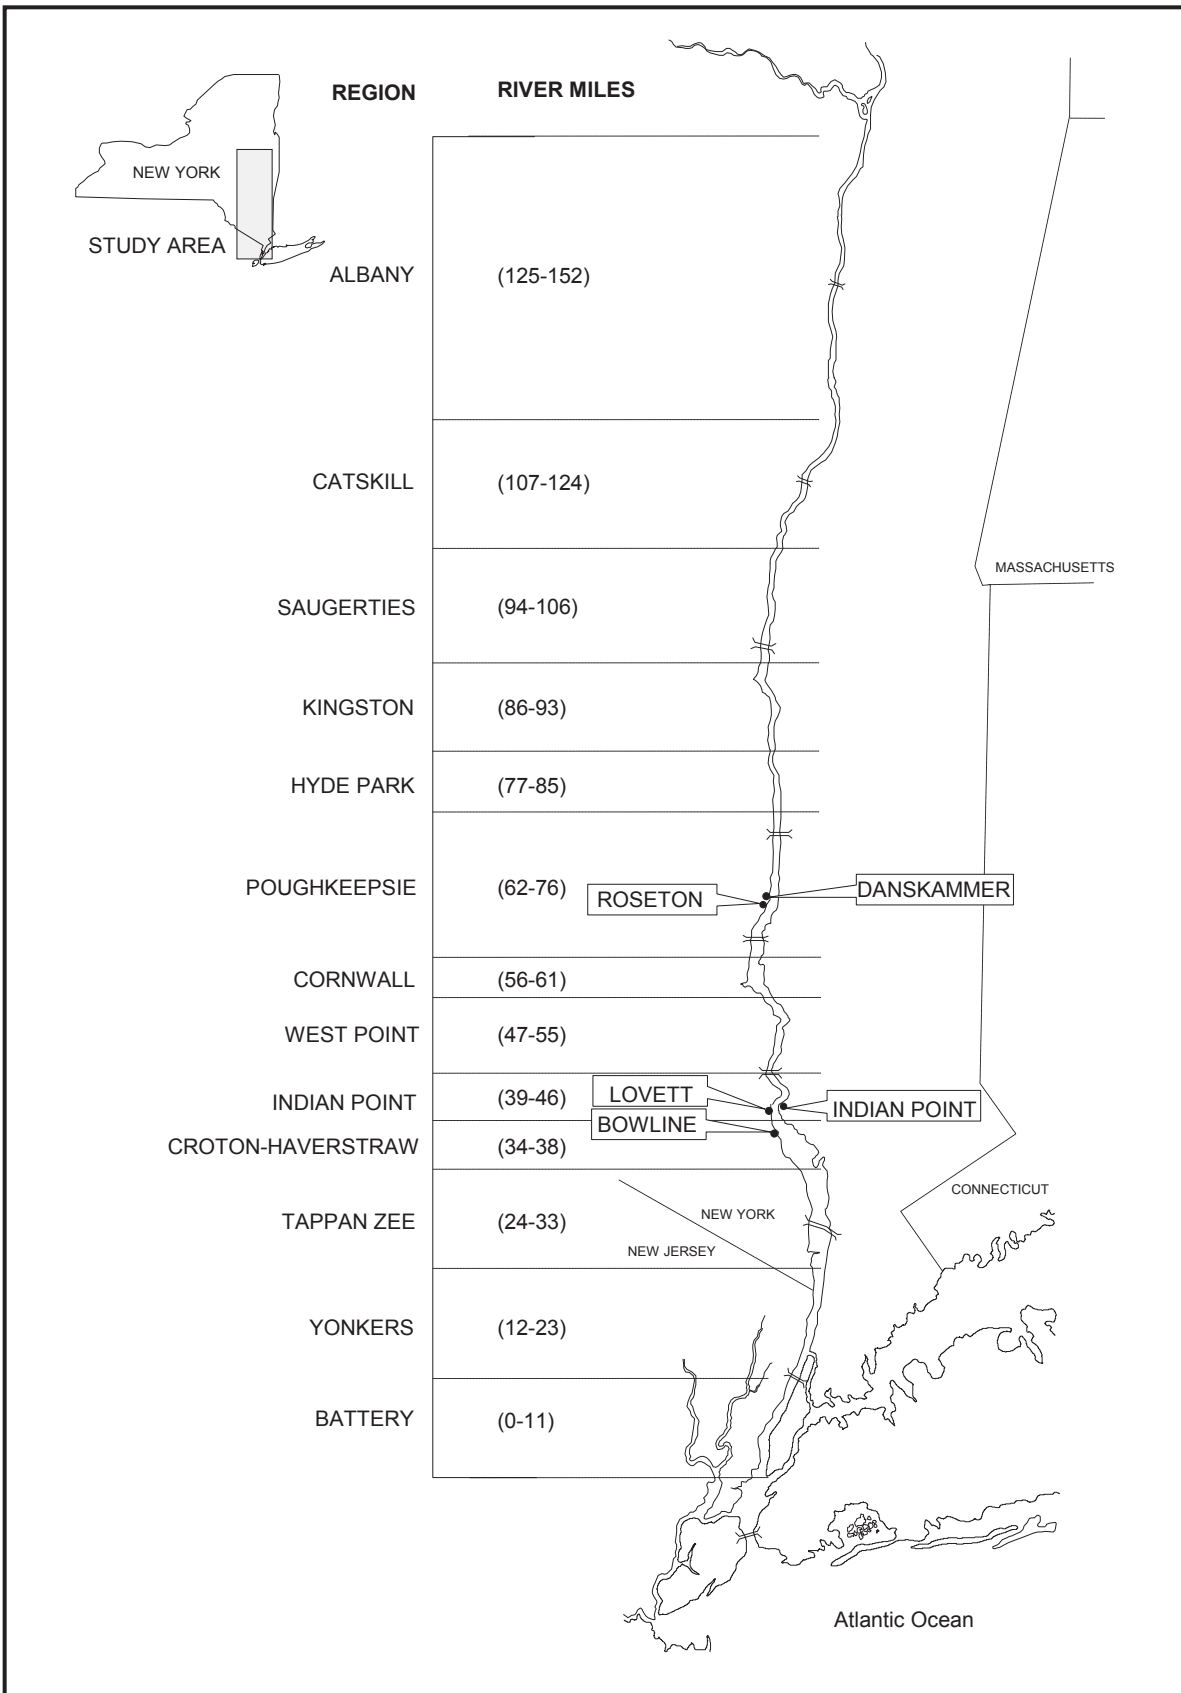 REGION RIVER MILES
NEW YORK
STUDY AREA
ALBANY (125-152)
CATSKILL (107-124)
MASSACHUSETTS
SAUGERTIES (94-106)
KINGSTON (86-93)
HYDE PARK (77-85)
POUGHKEEPSIE (62-76)
ROSETON
DANSKAMMER
CORNWALL (56-61)
WEST POINT (47-55)
INDIAN POINT (39-46)
LOVETT
INDIAN POINT
BOWLINE
CROTON-HAVERSTRAW (34-38)
CONNECTICUT
TAPPAN ZEE (24-33)
NEW YORK
NEW JERSEY
YONKERS (12-23)
BATTERY (0-11)
Atlantic Ocean